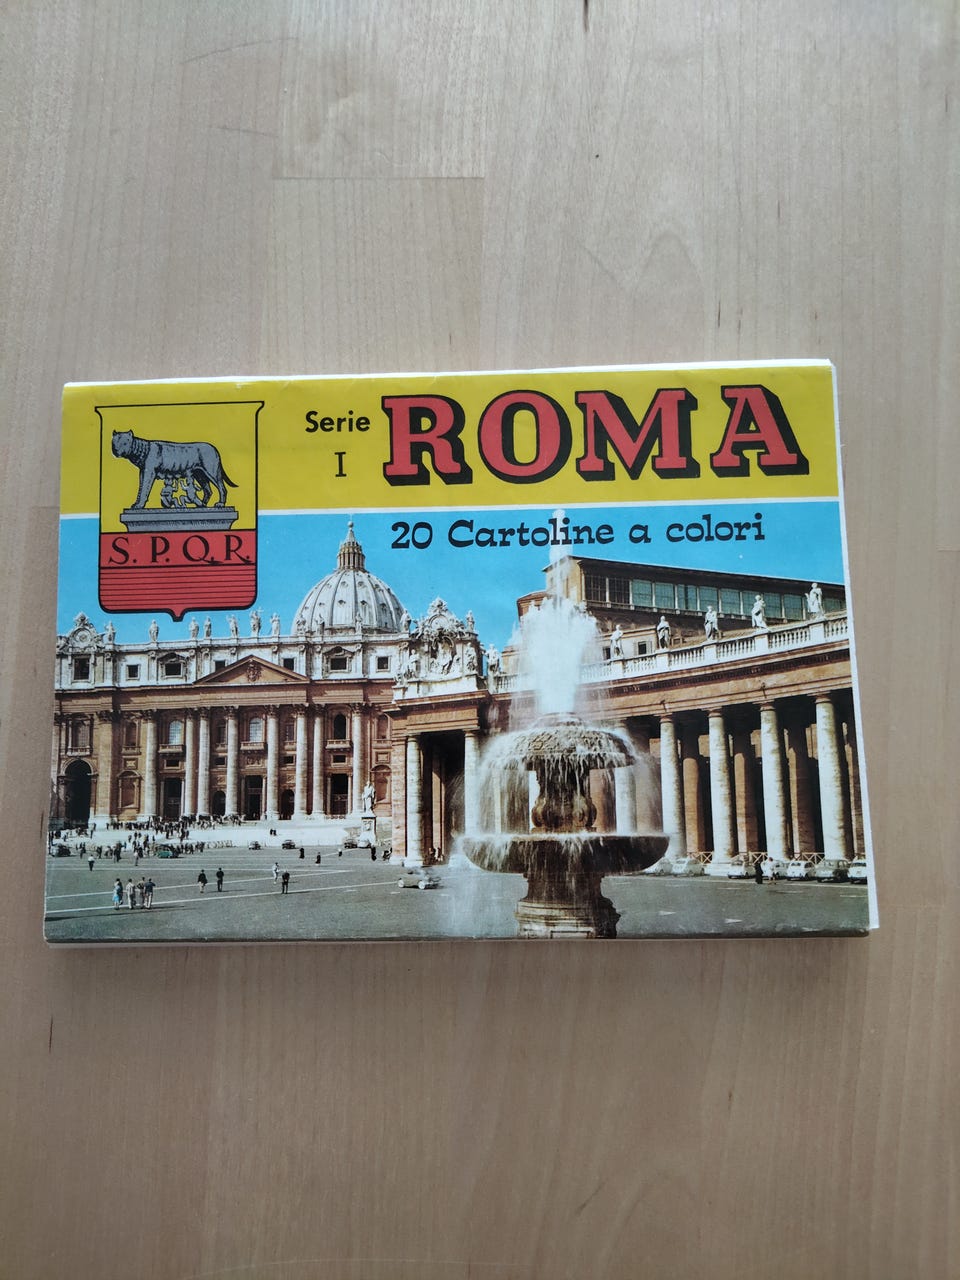 Serie
I
ROMA
20 Cartoline a colori
S.P.Q.R.